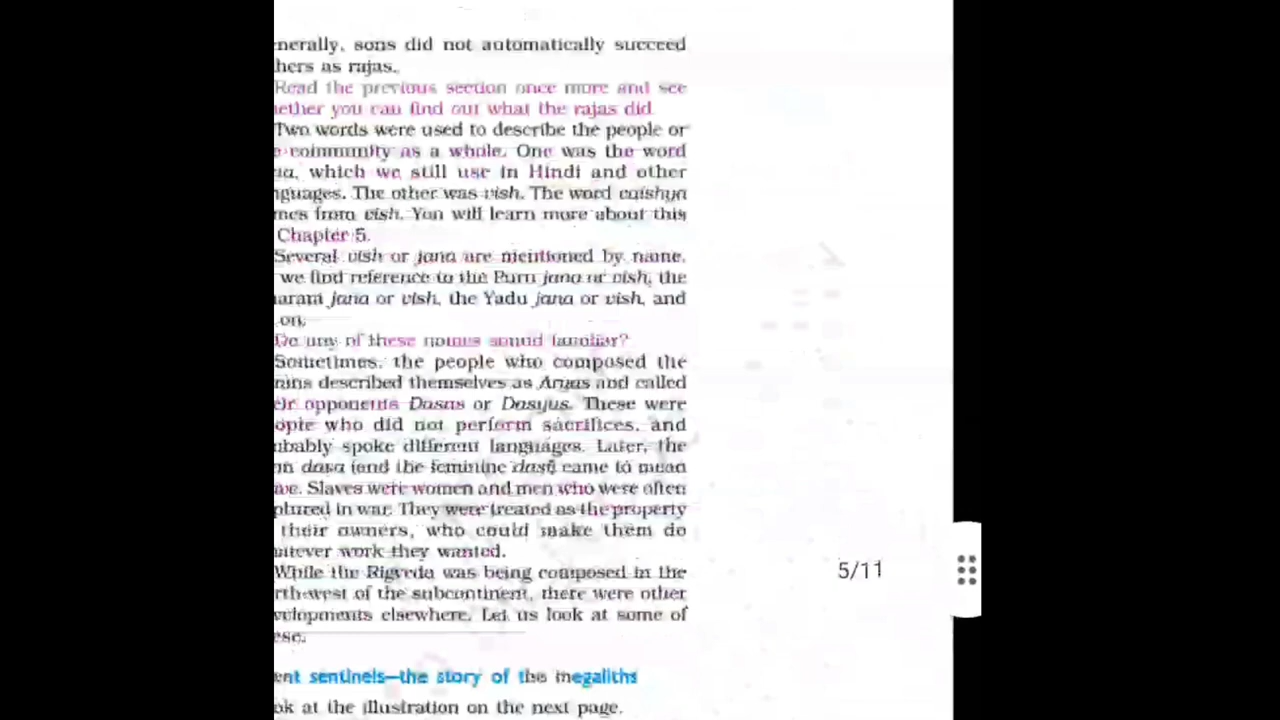 nerally, sons did not automatically succeed
hers as rajas.
Read the previous section once more and see
ether you can find out what the rajas did.
Two words were used to describe the people or
e community as a whole. One was the word
na, which we still use in Hindi and other
nguages. The other was vish. The word vaishya
mes from vish. You will learn more about this
Chapter 5.
Several vish or jana are mentioned by name.
we find reference to the Puru jana or vish, the
harata jana or vish, the Yadu jana or vish, and
on.
Do any of these names sound familiar?
Sometimes, the people who composed the
mns described themselves as Aryas and called
eir opponents Dasas or Dasyus. These were
ople who did not perform sacrifices, and
obably spoke different languages. Later, the
m dasa (and the feminine dasi) came to mean
ave. Slaves were women and men who were often
ptured in war. They were treated as the property
their owners, who could make them do
atever work they wanted.
While the Rigveda was being composed in the
rth-west of the subcontinent, there were other
velopments elsewhere. Let us look at some of
ese.
ent sentinels—the story of the megaliths
ok at the illustration on the next page.
5/11